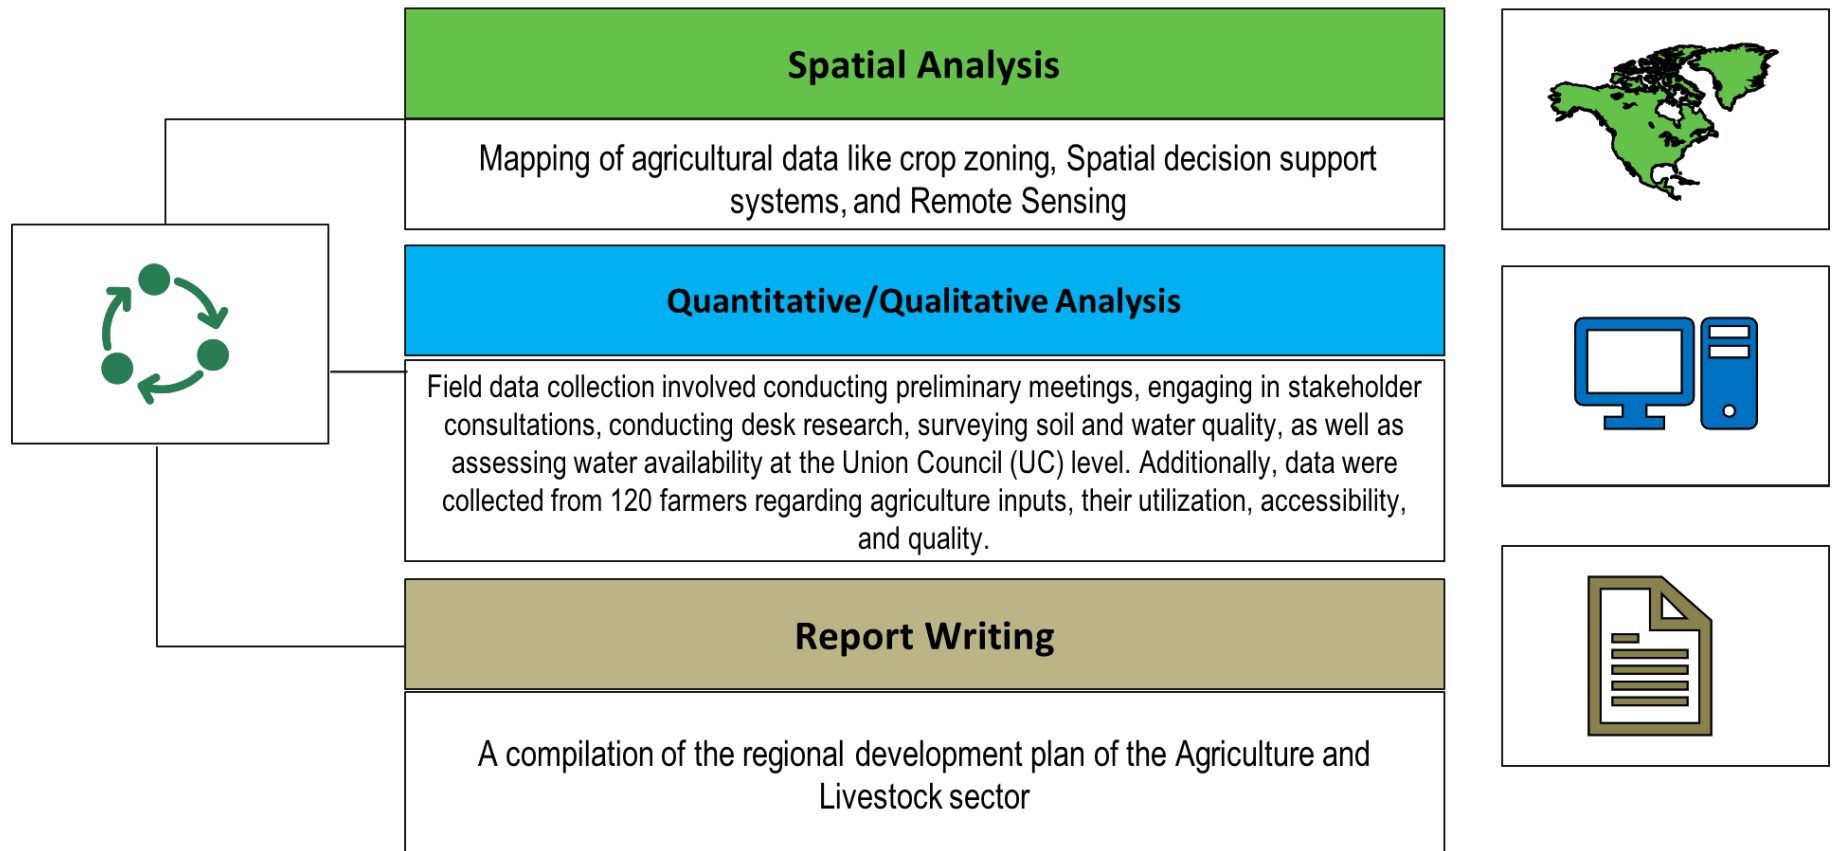 Spatial Analysis
Mapping of agricultural data like crop zoning, Spatial decision support
systems, and Remote Sensing
Quantitative/Qualitative Analysis
Field data collection involved conducting preliminary meetings, engaging in stakeholder
consultations, conducting desk research, surveying soil and water quality, as well as
assessing water availability at the Union Council (UC) level. Additionally, data were
collected from 120 farmers regarding agriculture inputs, their utilization, accessibility,
and quality.
Report Writing
A compilation of the regional development plan of the Agriculture and
Livestock sector